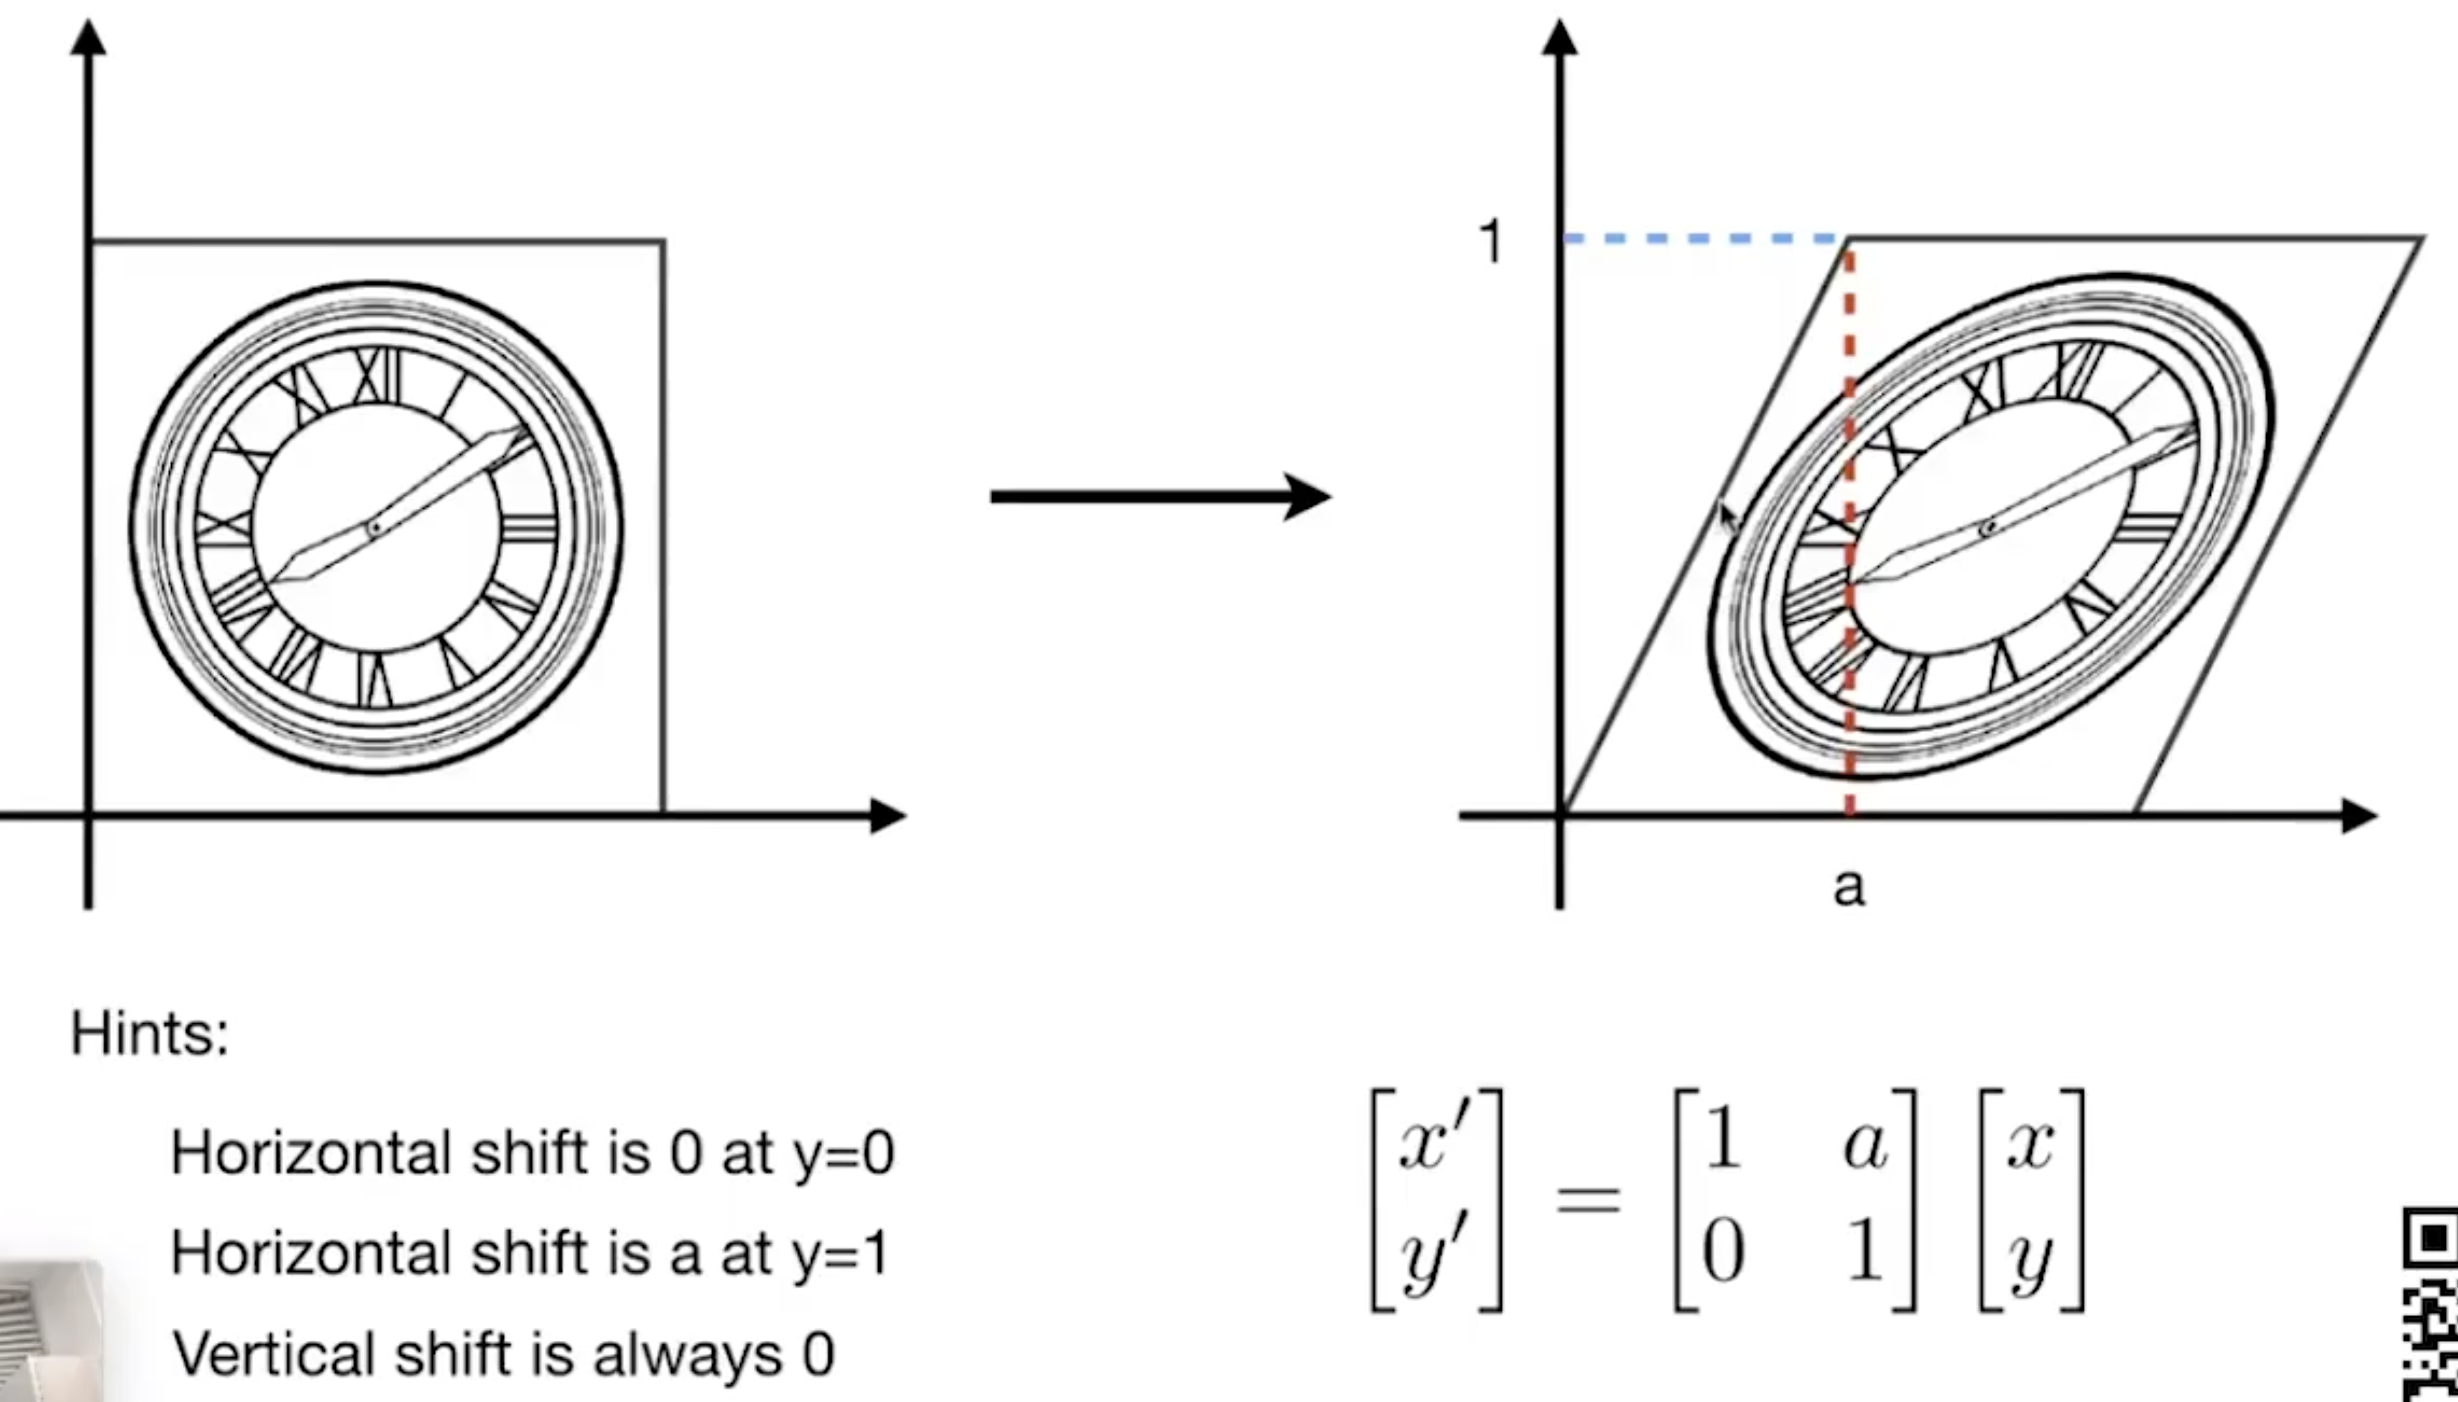 1
a
Hints:
Horizontal shift is 0 at y=0
Horizontal shift is a at y=1
Vertical shift is always 0
[x′] = [1 a] [x]
[y′] [0 1] [y]